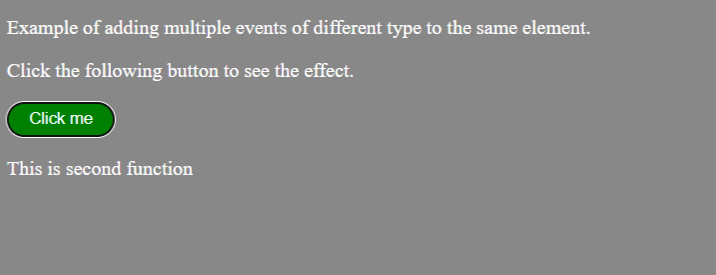 Example of adding multiple events of different type to the same element.
Click the following button to see the effect.
Click me
This is second function